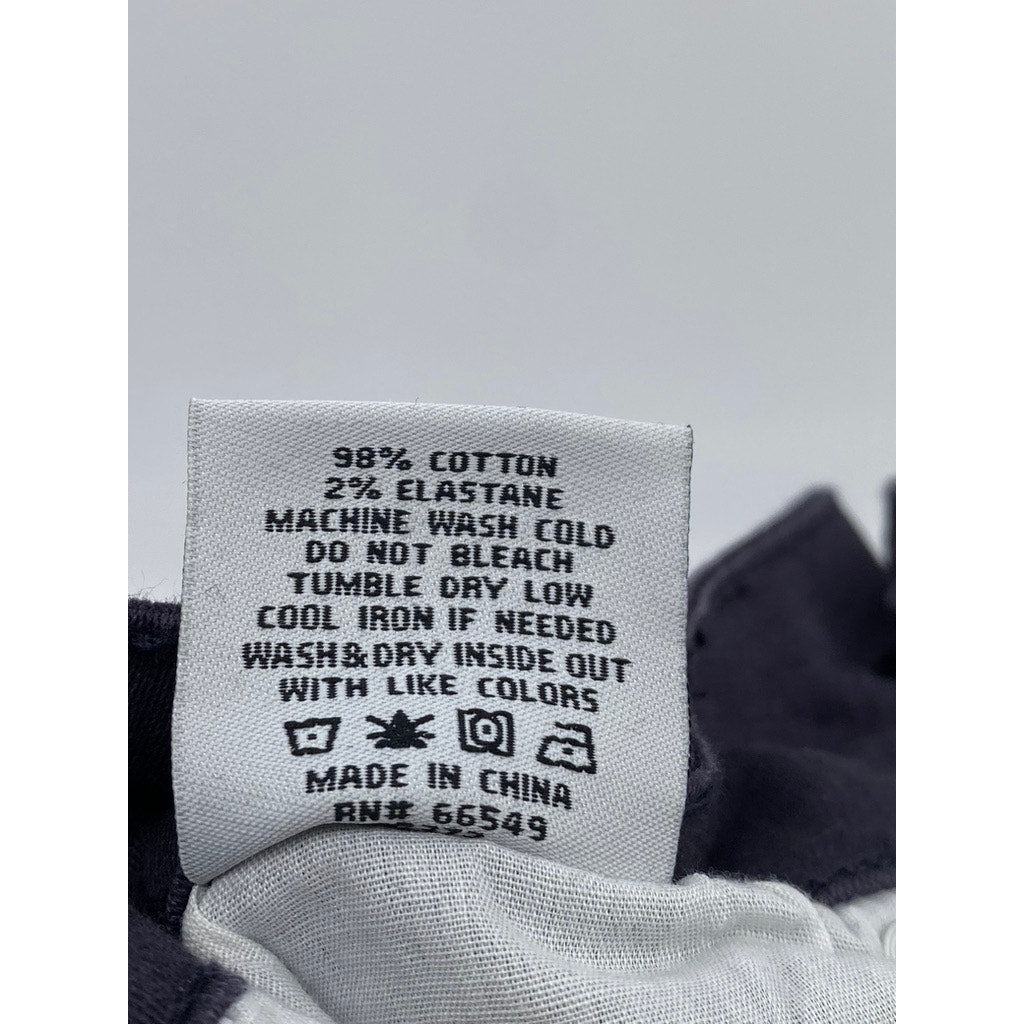 98% COTTON
2% ELASTANE
MACHINE WASH COLD
DO NOT BLEACH
TUMBLE DRY LOW
COOL IRON IF NEEDED
WASH&DRY INSIDE OUT
WITH LIKE COLORS
MADE IN CHINA
RN# 66549